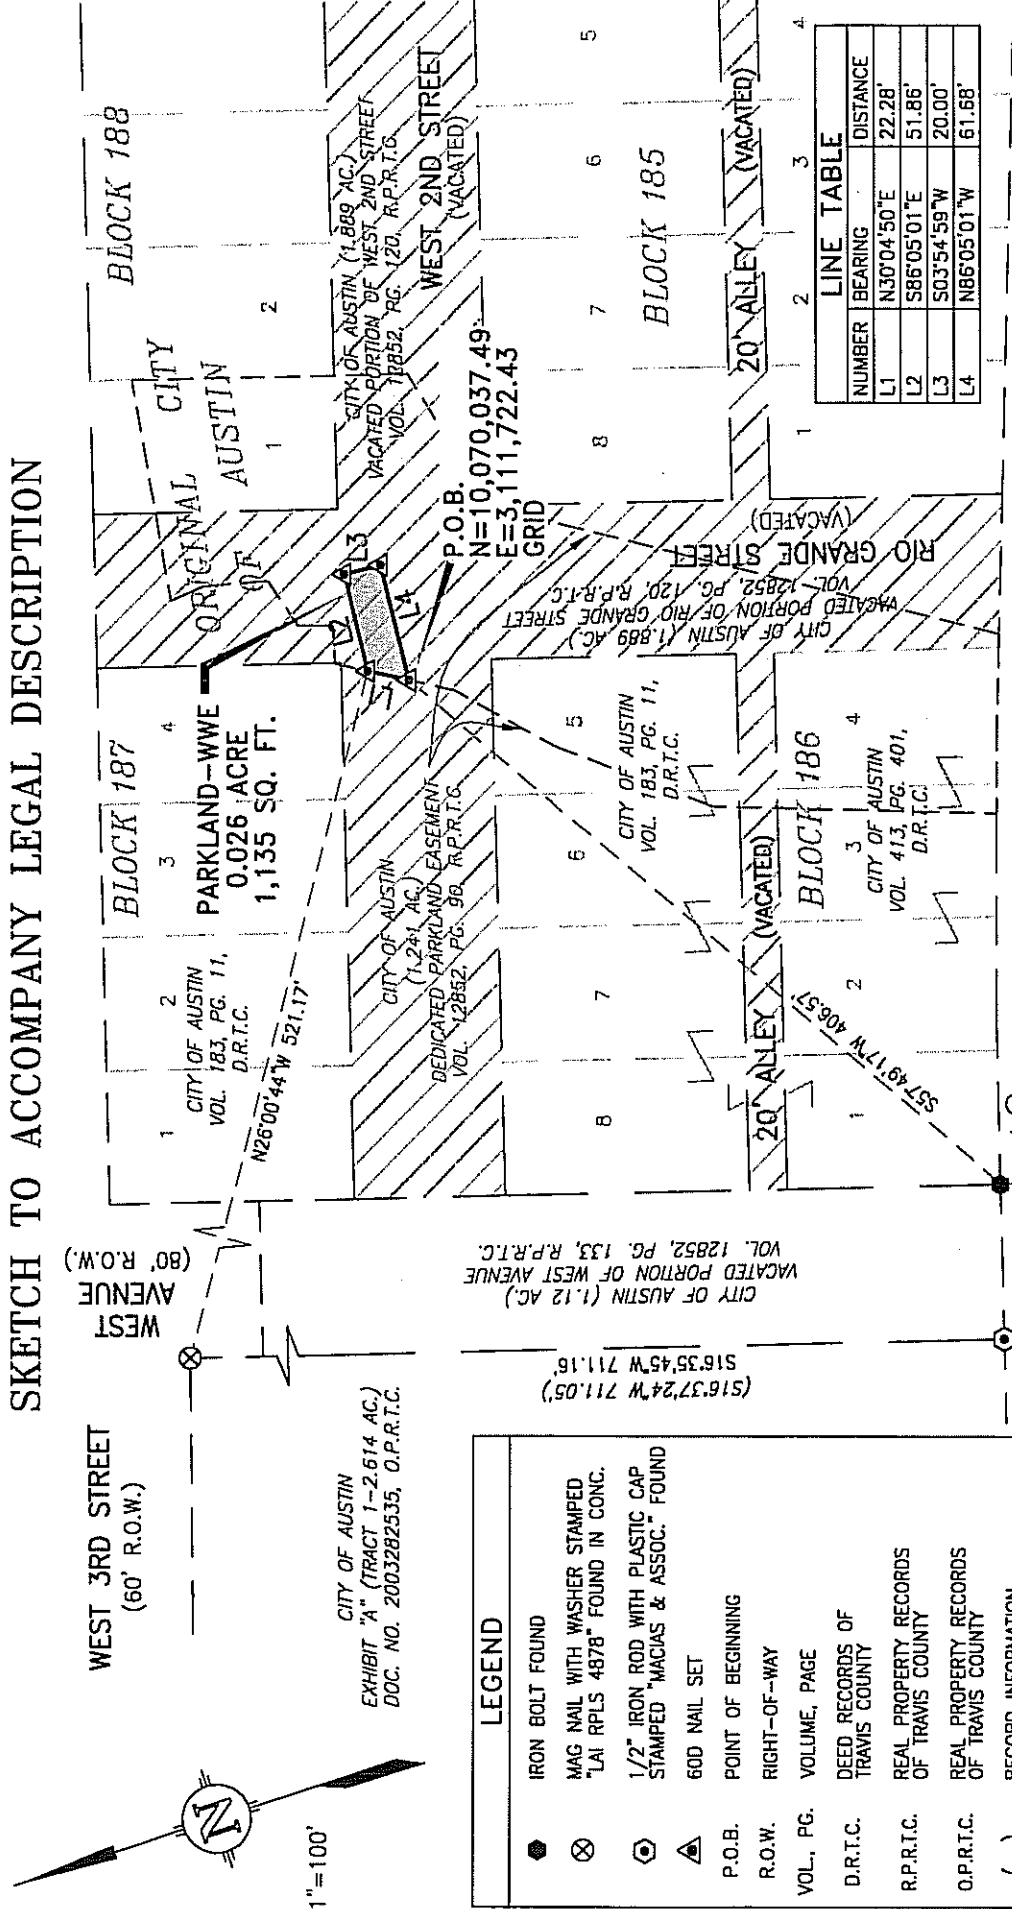 SKETCH TO ACCOMPANY LEGAL DESCRIPTION
WEST 3RD STREET
(60' R.O.W.)
WEST
AVENUE
(80' R.O.W.)
1"=100'
N
CITY OF AUSTIN
EXHIBIT "A" (TRACT 1-2.614 AC.)
DOC. NO. 2003282535, O.P.R.T.C.
BLOCK 187
1
2
3
4
CITY OF AUSTIN
VOL. 183, PG. 11,
D.R.T.C.
N26°00'44"W 521.17'
PARKLAND-WWE
0.026 ACRE
1,135 SQ. FT.
ORIGINAL CITY
OF AUSTIN
BLOCK 188
1
2
CITY OF AUSTIN (1.889 AC.)
VACATED PORTION OF WEST 2ND STREET
VOL. 12852, PG. 120, R.P.R.T.C.
WEST 2ND STREET
(VACATED)
L1
L2
L3
L4
P.O.B.
N=10,070,037.49
E=3,111,722.43
GRID
CITY OF AUSTIN
(1.241 AC.)
DEDICATED PARKLAND EASEMENT
VOL. 12852, PG. 90, R.P.R.T.C.
CITY OF AUSTIN (1.12 AC.)
VACATED PORTION OF WEST AVENUE
VOL. 12852, PG. 133, R.P.R.T.C.
(S16°37'24"W 711.05')
S16°35'45"W 711.16'
8
7
6
5
CITY OF AUSTIN
VOL. 183, PG. 11,
D.R.T.C.
20' ALLEY (VACATED)
BLOCK 186
1
2
3
4
CITY OF AUSTIN
VOL. 413, PG. 401,
D.R.T.C.
S57°49'17"W 406.57'
RIO GRANDE STREET
(VACATED)
CITY OF AUSTIN (1.889 AC.)
VACATED PORTION OF RIO GRANDE STREET
VOL. 12852, PG. 120, R.P.R.T.C.
8
7
6
5
BLOCK 185
20' ALLEY (VACATED)
1
2
3
4
LINE TABLE
NUMBER BEARING DISTANCE
L1 N30°04'50"E 22.28'
L2 S86°05'01"E 51.86'
L3 S03°54'59"W 20.00'
L4 N86°05'01"W 61.68'
LEGEND
IRON BOLT FOUND
MAG NAIL WITH WASHER STAMPED
"LAI RPLS 4878" FOUND IN CONC.
1/2" IRON ROD WITH PLASTIC CAP
STAMPED "MACIAS & ASSOC." FOUND
60D NAIL SET
P.O.B. POINT OF BEGINNING
R.O.W. RIGHT-OF-WAY
VOL., PG. VOLUME, PAGE
D.R.T.C. DEED RECORDS OF
TRAVIS COUNTY
R.P.R.T.C. REAL PROPERTY RECORDS
OF TRAVIS COUNTY
O.P.R.T.C. REAL PROPERTY RECORDS
OF TRAVIS COUNTY
( ) RECORD INFORMATION